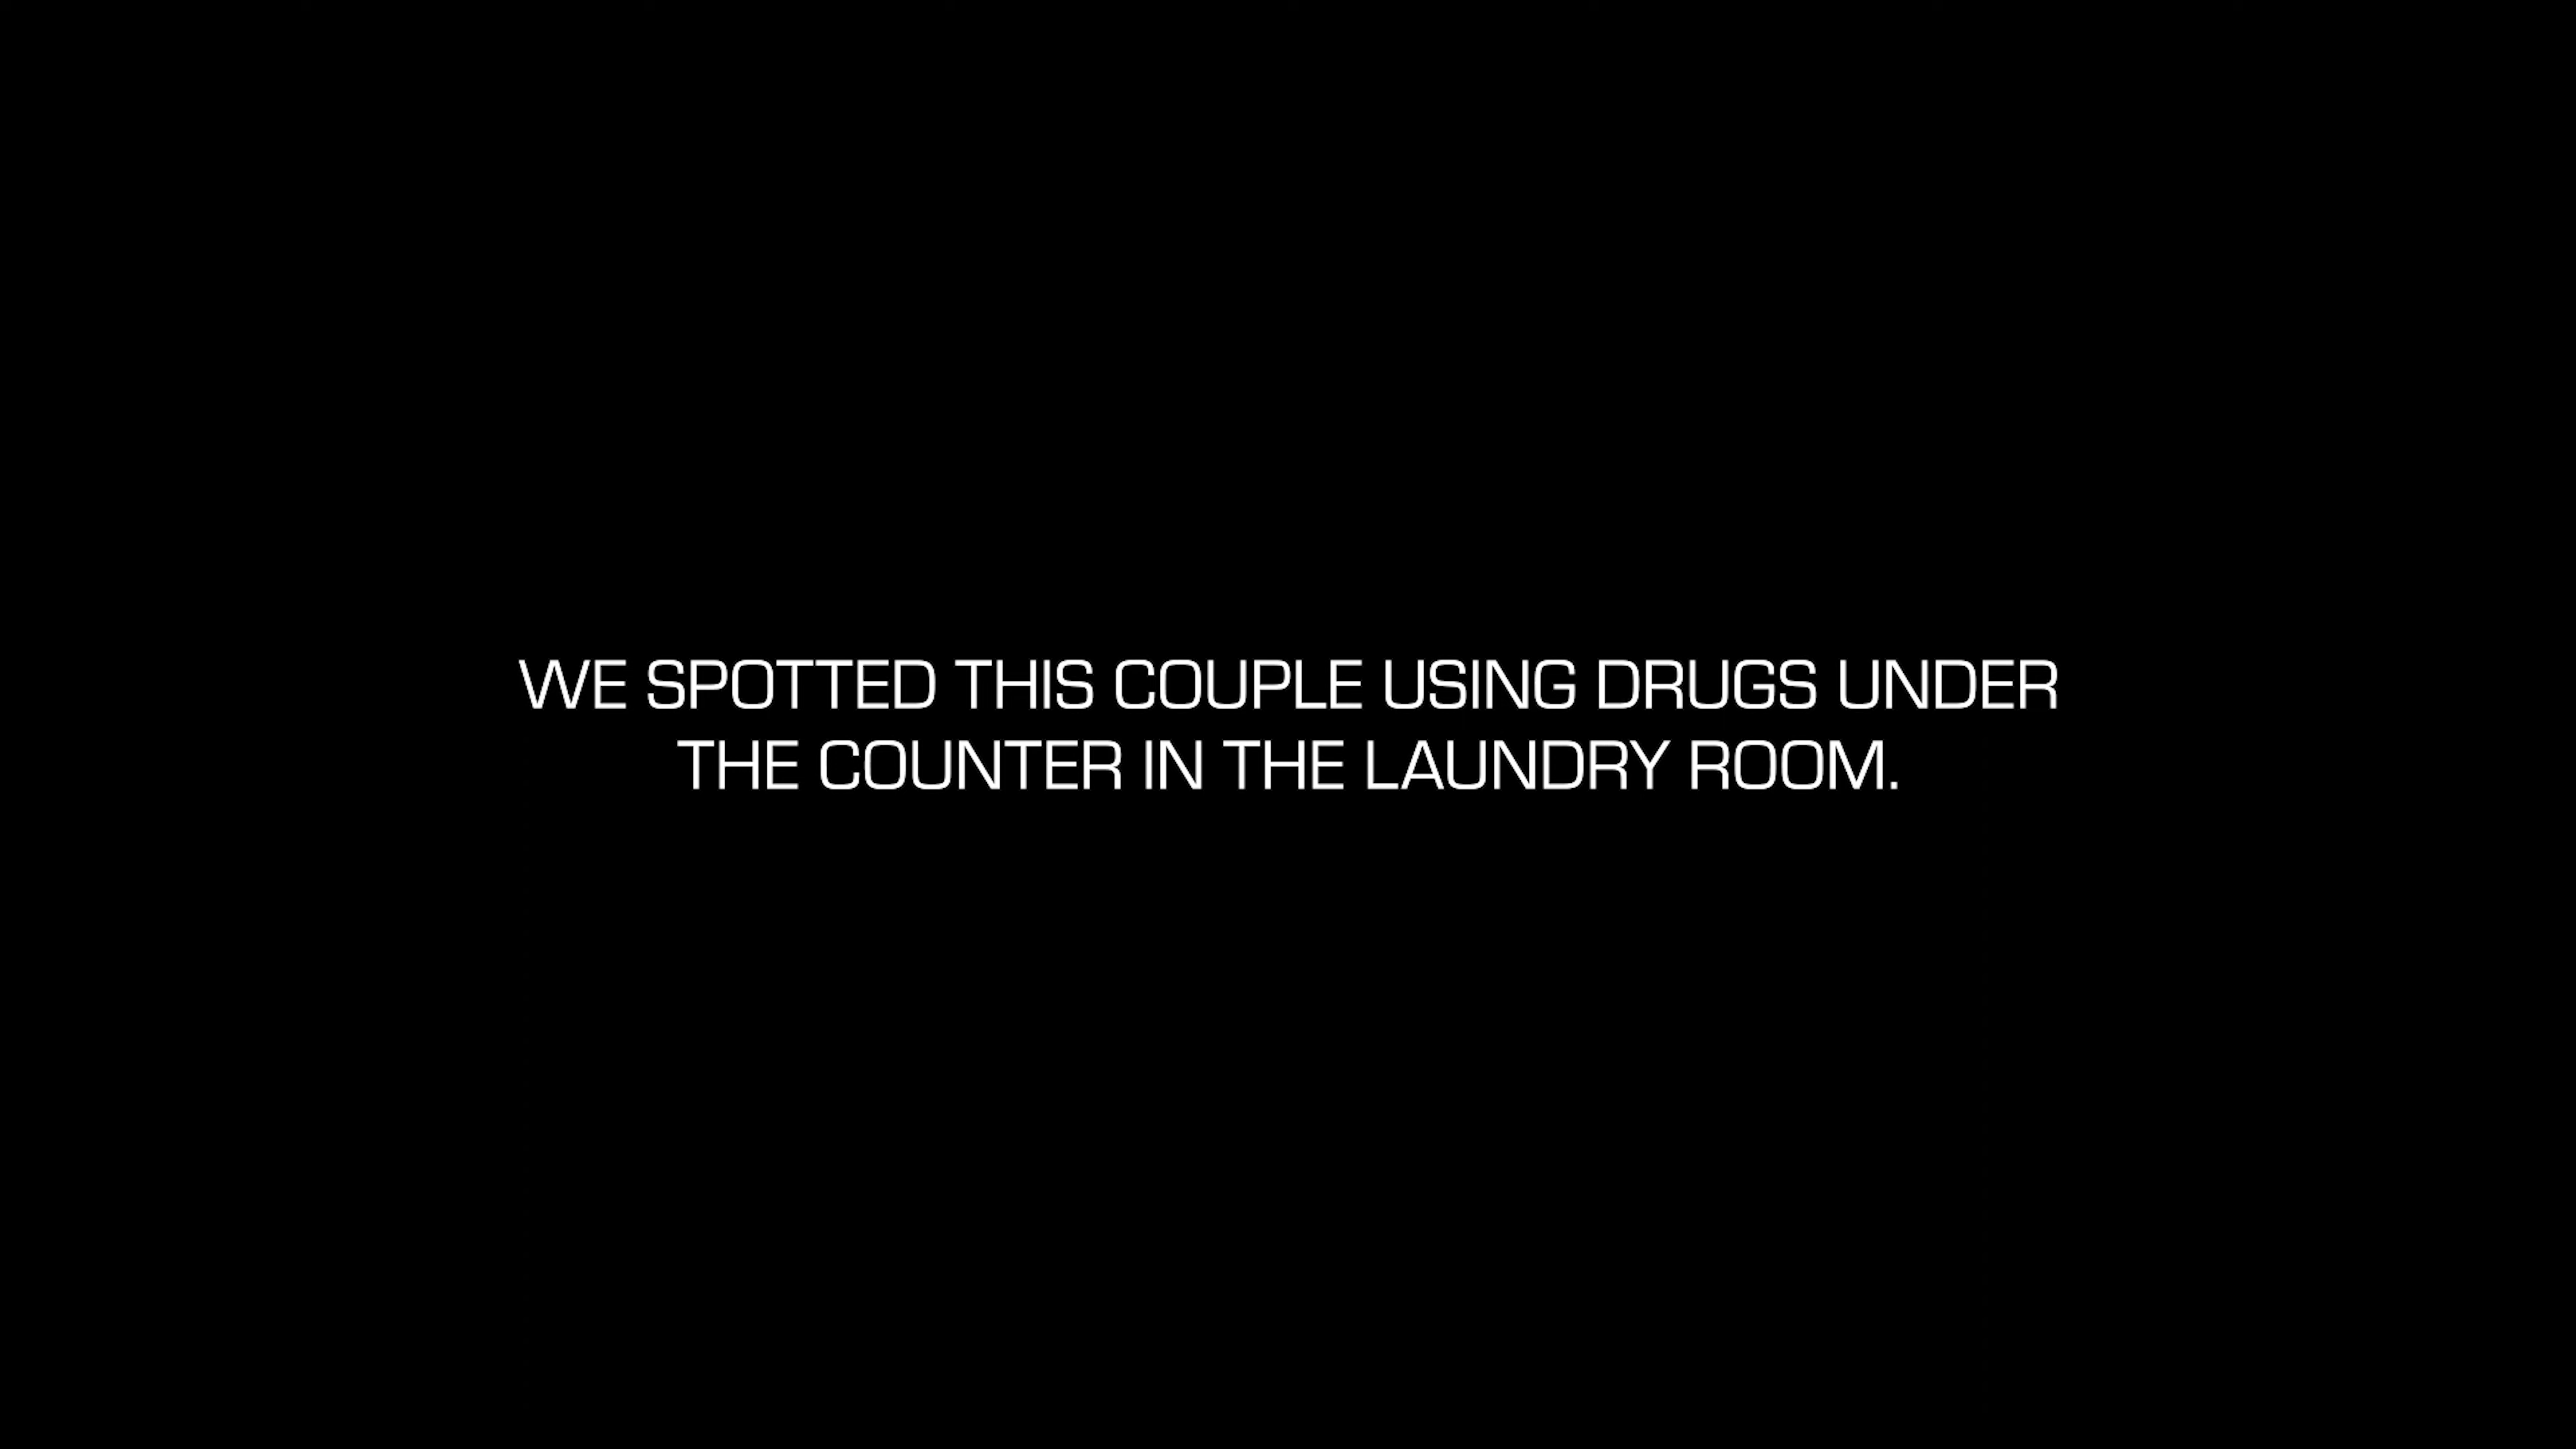 WE SPOTTED THIS COUPLE USING DRUGS UNDER
THE COUNTER IN THE LAUNDRY ROOM.